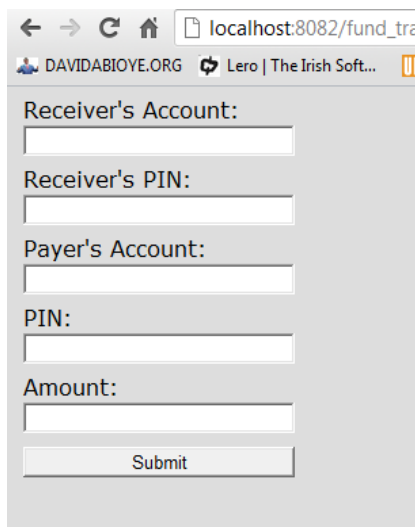 localhost:8082/fund_tra
DAVIDABIOYE.ORG Lero | The Irish Soft...
Receiver's Account:
Receiver's PIN:
Payer's Account:
PIN:
Amount:
Submit